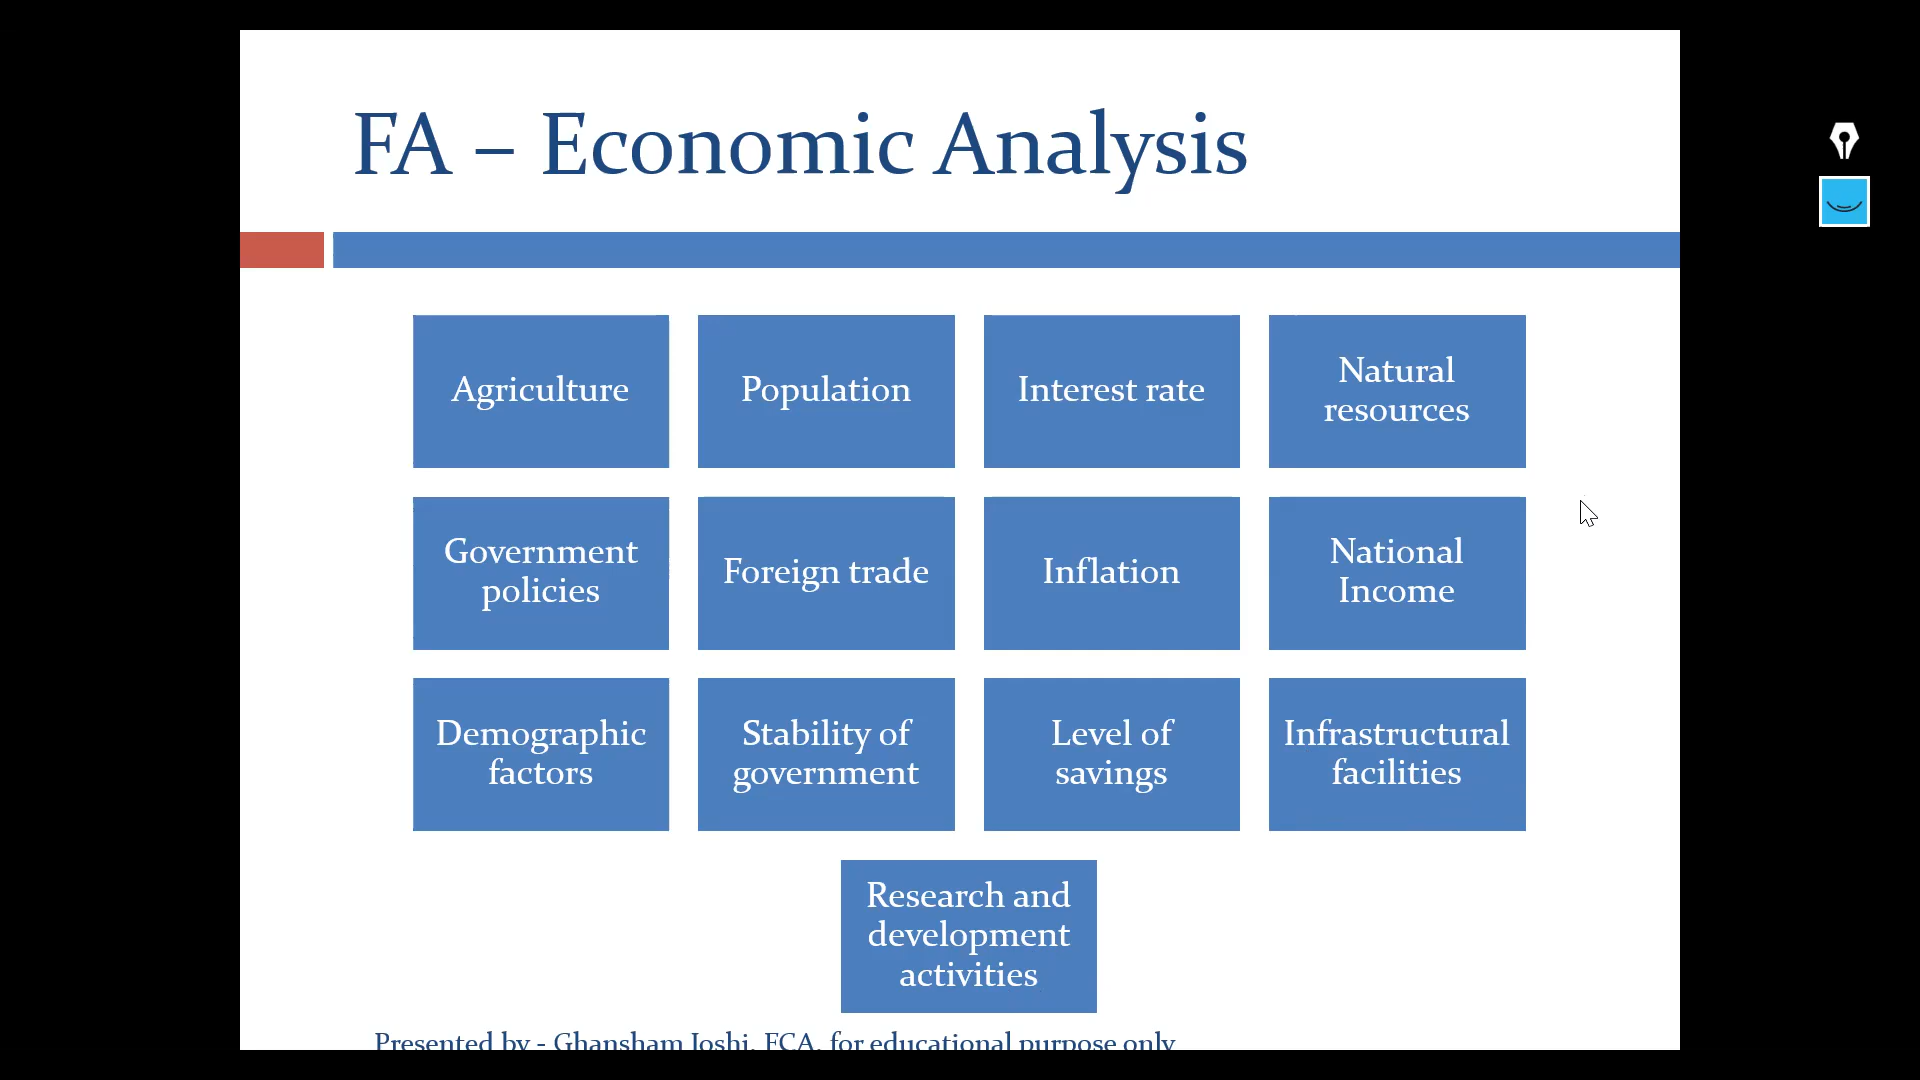 FA – Economic Analysis
Agriculture
Population
Interest rate
Natural
resources
Government
policies
Foreign trade
Inflation
National
Income
Demographic
factors
Stability of
government
Level of
savings
Infrastructural
facilities
Research and
development
activities
Presented by - Ghansham Joshi, FCA, for educational purpose only